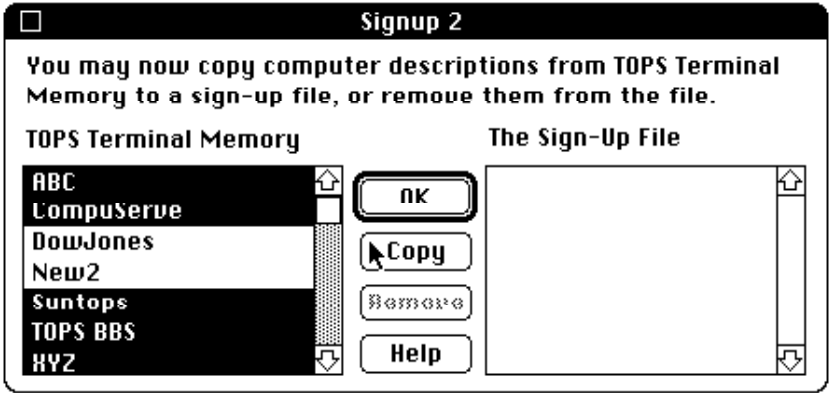 Signup 2
You may now copy computer descriptions from TOPS Terminal
Memory to a sign-up file, or remove them from the file.
TOPS Terminal Memory
The Sign-Up File
ABC
CompuServe
DowJones
New2
Suntops
TOPS BBS
XYZ
OK
Copy
Remove
Help